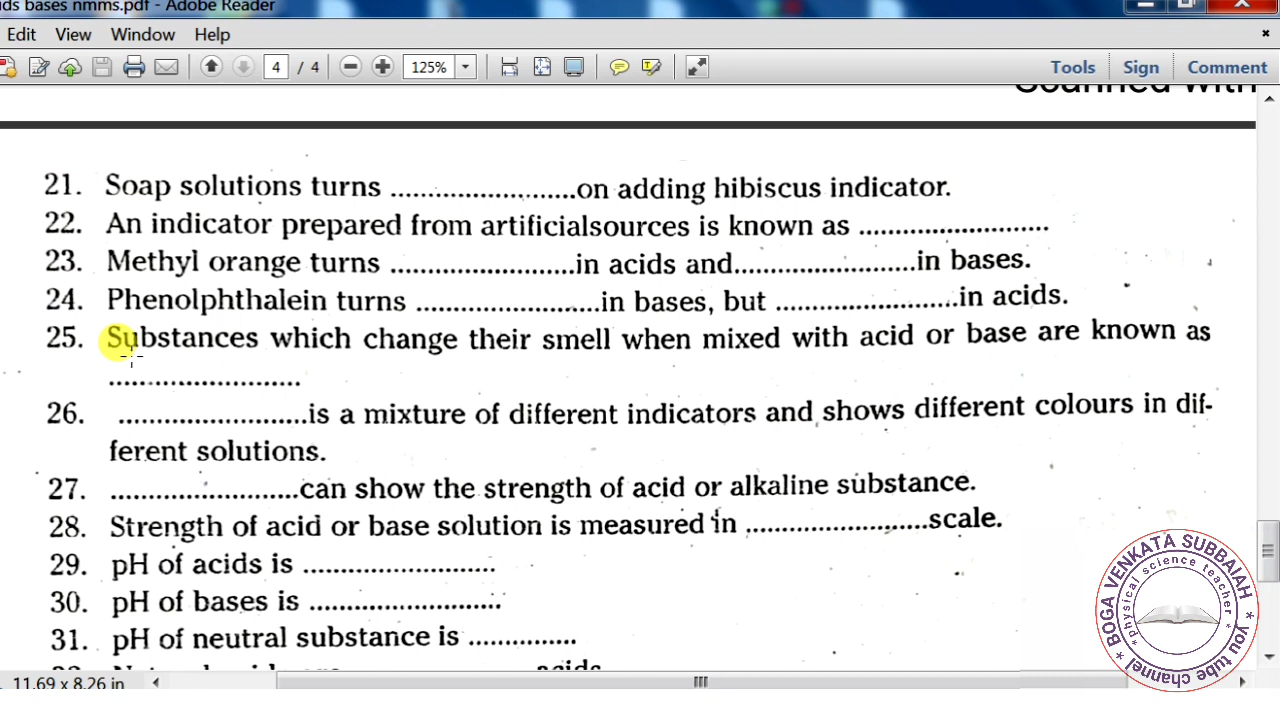 ids bases nmms.pdf - Adobe Reader
Edit View Window Help
4 / 4 125% Tools Sign Comment
Scanned with
21. Soap solutions turns ........................on adding hibiscus indicator.
22. An indicator prepared from artificialsources is known as ........................
23. Methyl orange turns ........................in acids and........................in bases.
24. Phenolphthalein turns ........................in bases, but ........................in acids.
25. Substances which change their smell when mixed with acid or base are known as
.........................
26. .........................is a mixture of different indicators and shows different colours in dif-
ferent solutions.
27. .........................can show the strength of acid or alkaline substance.
28. Strength of acid or base solution is measured in ........................scale.
29. pH of acids is .........................
30. pH of bases is .........................
31. pH of neutral substance is ..............
acids
11.69 x 8.26 in
* BOGA VENKATA SUBBAIAH *
*physical science teacher*
you tube channel